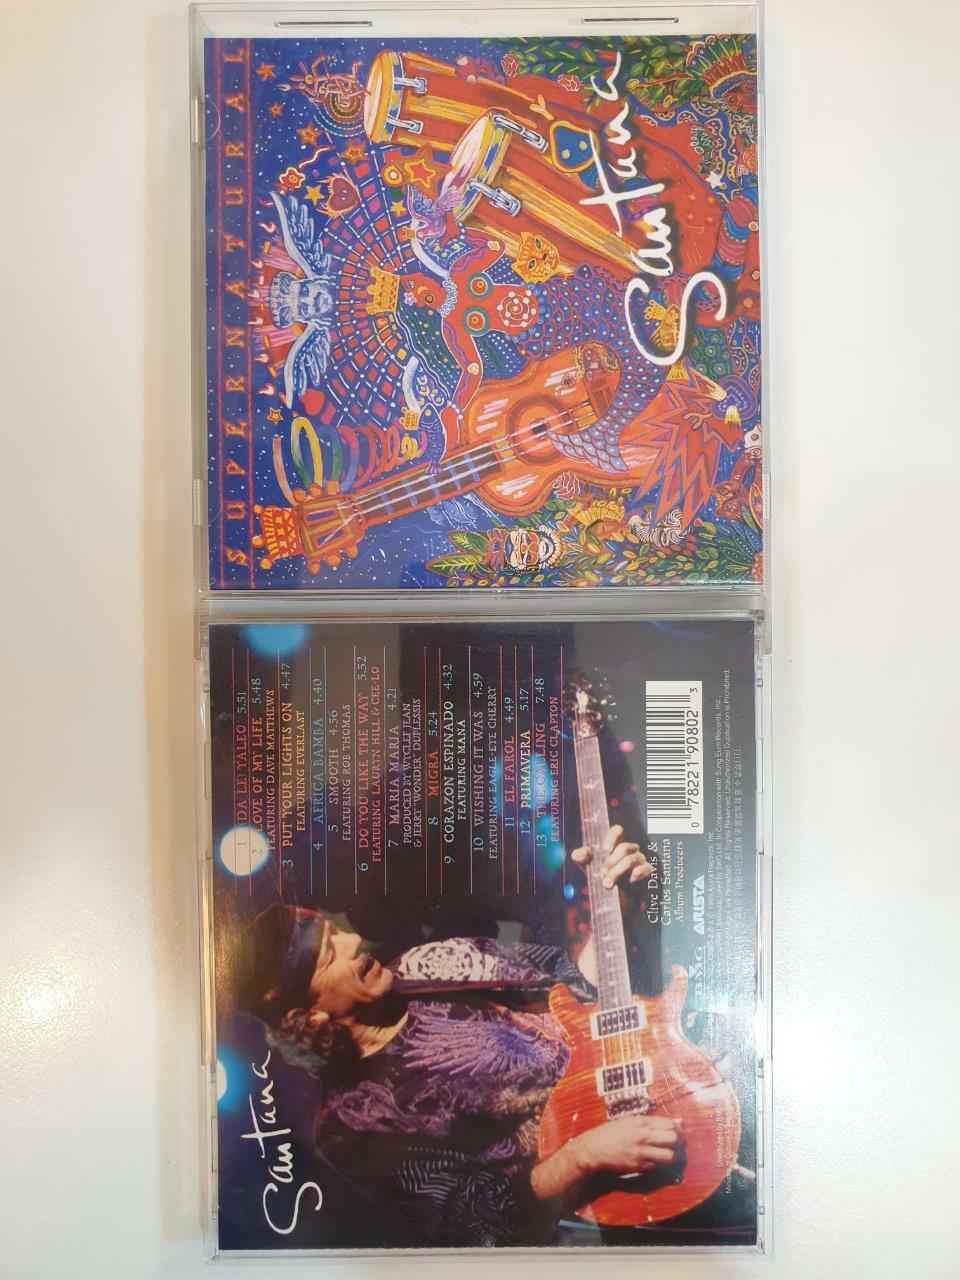 SUPERNATURAL
Santana
1 (DA LE) YALEO 5.51
2 LOVE OF MY LIFE 5.48
FEATURING DAVE MATTHEWS
3 PUT YOUR LIGHTS ON 4.47
FEATURING EVERLAST
4 AFRICA BAMBA 4.40
5 SMOOTH 4.56
FEATURING ROB THOMAS
6 DO YOU LIKE THE WAY 5.52
FEATURING LAURYN HILL & CEE-LO
7 MARIA MARIA 4.21
PRODUCED BY WYCLEF JEAN
& JERRY 'WONDER' DUPLESSIS
8 MIGRA 5.24
9 CORAZON ESPINADO 4.32
FEATURING MANÁ
10 WISHING IT WAS 4.59
FEATURING EAGLE-EYE CHERRY
11 EL FAROL 4.49
12 PRIMAVERA 5.17
13 THE CALLING 7.48
FEATURING ERIC CLAPTON
0 78221 90802 3
Clive Davis &
Carlos Santana
Album Producers
BMG ARISTA
Santana